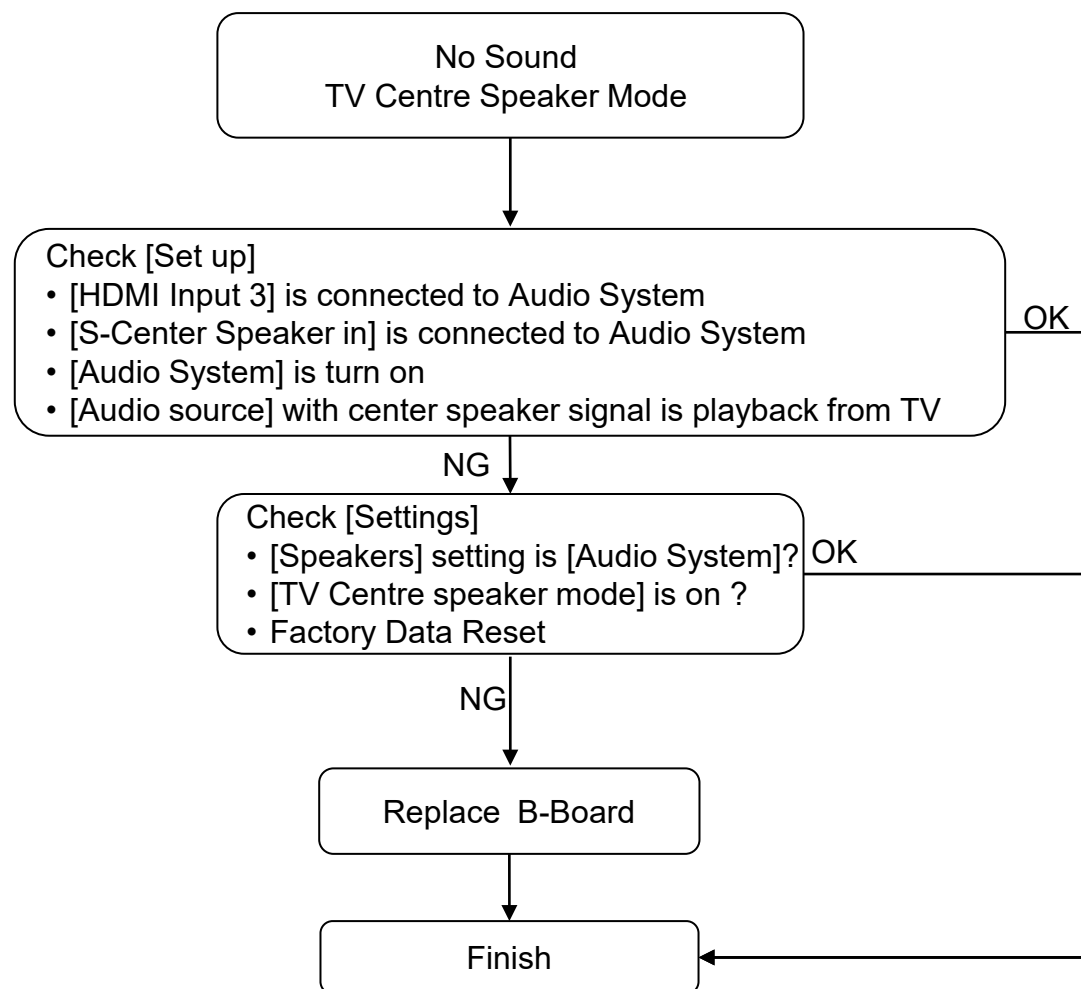 No Sound
TV Centre Speaker Mode
Check [Set up]
• [HDMI Input 3] is connected to Audio System
• [S-Center Speaker in] is connected to Audio System
• [Audio System] is turn on
• [Audio source] with center speaker signal is playback from TV
OK
NG
Check [Settings]
• [Speakers] setting is [Audio System]?
• [TV Centre speaker mode] is on ?
• Factory Data Reset
OK
NG
Replace  B-Board
Finish